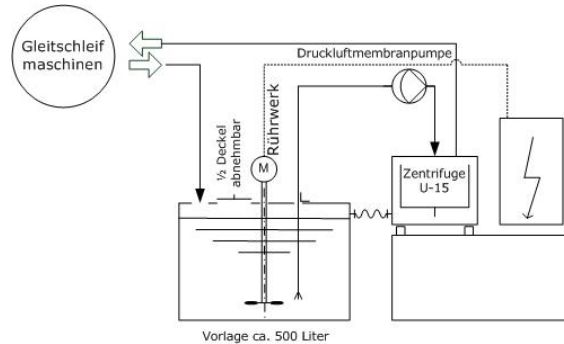 Gleitschleif
maschinen
Druckluftmembranpumpe
½ Deckel
abnehmbar
Rührwerk
M
Zentrifuge
U-15
Vorlage ca. 500 Liter